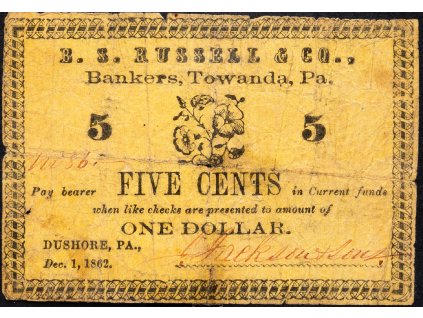 B. S. RUSSELL & CO.,
Bankers, Towanda, Pa.
5 5
Pay bearer FIVE CENTS in Current funds
when like checks are presented to amount of
ONE DOLLAR.
DUSHORE, PA.,
Dec. 1, 1862.